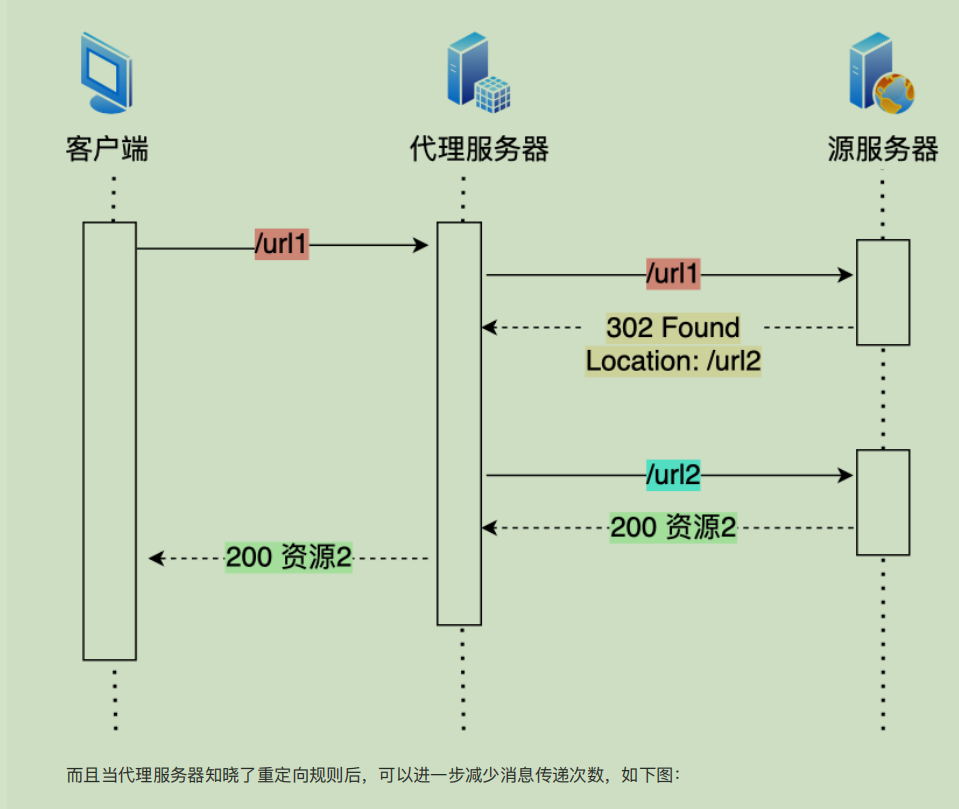 客户端
代理服务器
源服务器
/url1
/url1
302 Found
Location: /url2
/url2
200 资源2
200 资源2
而且当代理服务器知晓了重定向规则后，可以进一步减少消息传递次数，如下图：